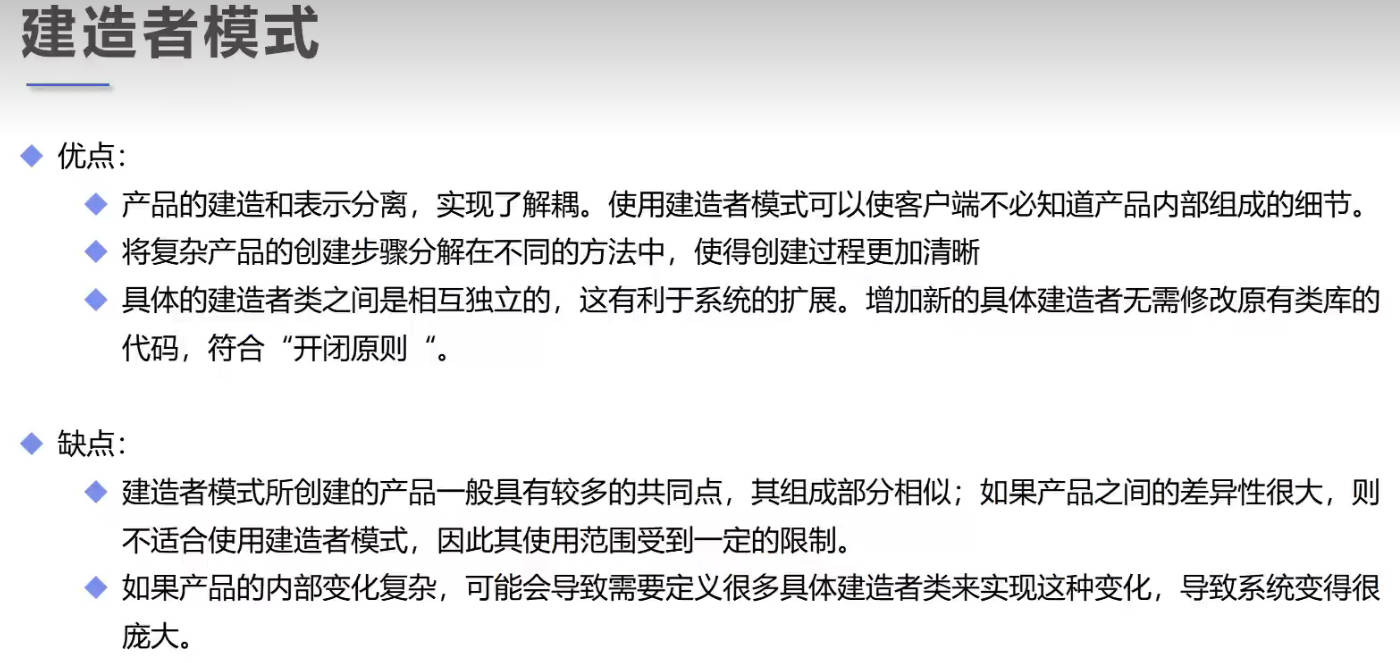 建造者模式
优点：
产品的建造和表示分离，实现了解耦。使用建造者模式可以使客户端不必知道产品内部组成的细节。
将复杂产品的创建步骤分解在不同的方法中，使得创建过程更加清晰
具体的建造者类之间是相互独立的，这有利于系统的扩展。增加新的具体建造者无需修改原有类库的
代码，符合“开闭原则“。
缺点：
建造者模式所创建的产品一般具有较多的共同点，其组成部分相似；如果产品之间的差异性很大，则
不适合使用建造者模式，因此其使用范围受到一定的限制。
如果产品的内部变化复杂，可能会导致需要定义很多具体建造者类来实现这种变化，导致系统变得很
庞大。